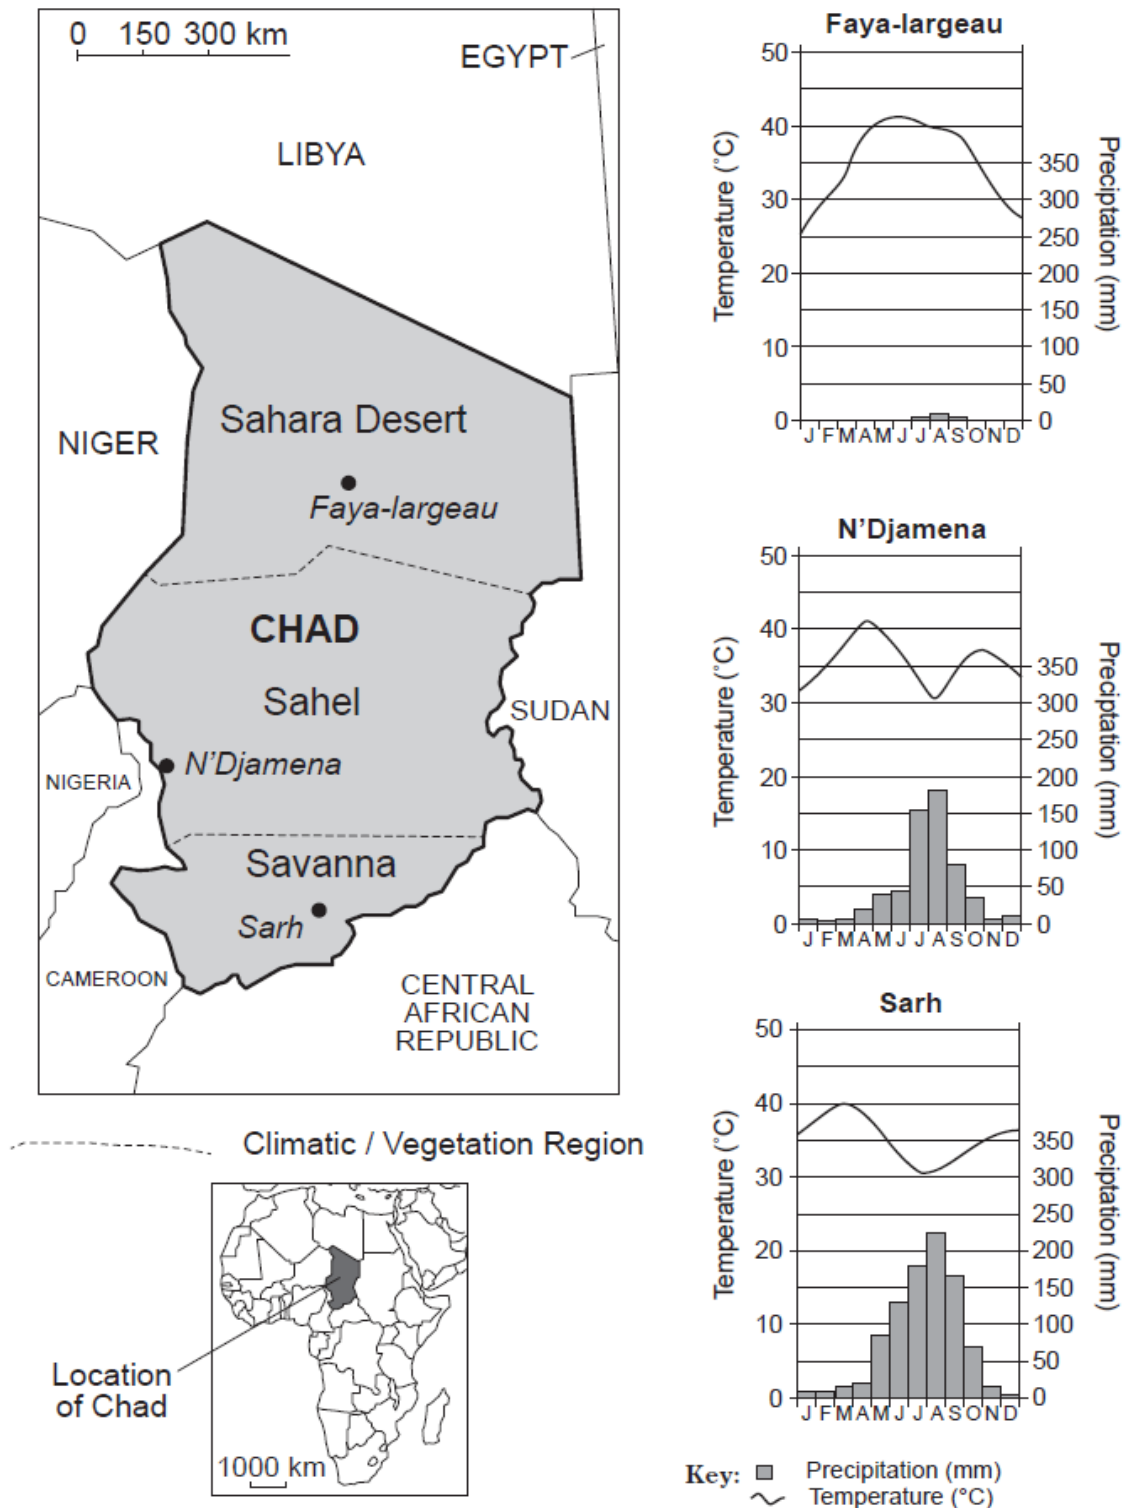 0 150 300 km
EGYPT
LIBYA
NIGER
Sahara Desert
Faya-largeau
CHAD
Sahel
SUDAN
NIGERIA
N'Djamena
Savanna
Sarh
CAMEROON
CENTRAL
AFRICAN
REPUBLIC
Climatic / Vegetation Region
Location
of Chad
1000 km
Faya-largeau
Temperature (°C)
50
40
30
20
10
0
Preciptation (mm)
350
300
250
200
150
100
50
0
J F M A M J J A S O N D
N'Djamena
Temperature (°C)
50
40
30
20
10
0
Preciptation (mm)
350
300
250
200
150
100
50
0
J F M A M J J A S O N D
Sarh
Temperature (°C)
50
40
30
20
10
0
Preciptation (mm)
350
300
250
200
150
100
50
0
J F M A M J J A S O N D
Key: Precipitation (mm)
Temperature (°C)